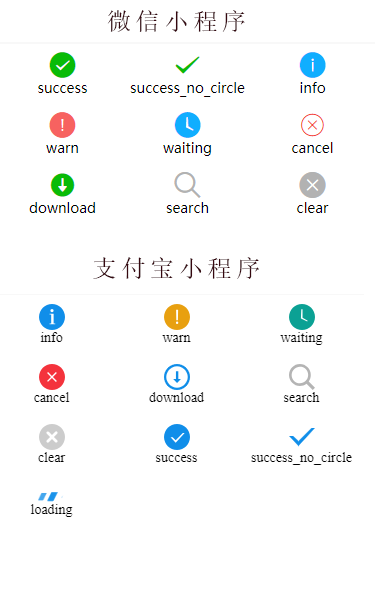 微信小程序
success success_no_circle info
warn waiting cancel
download search clear
支付宝小程序
info warn waiting
cancel download search
clear success success_no_circle
loading